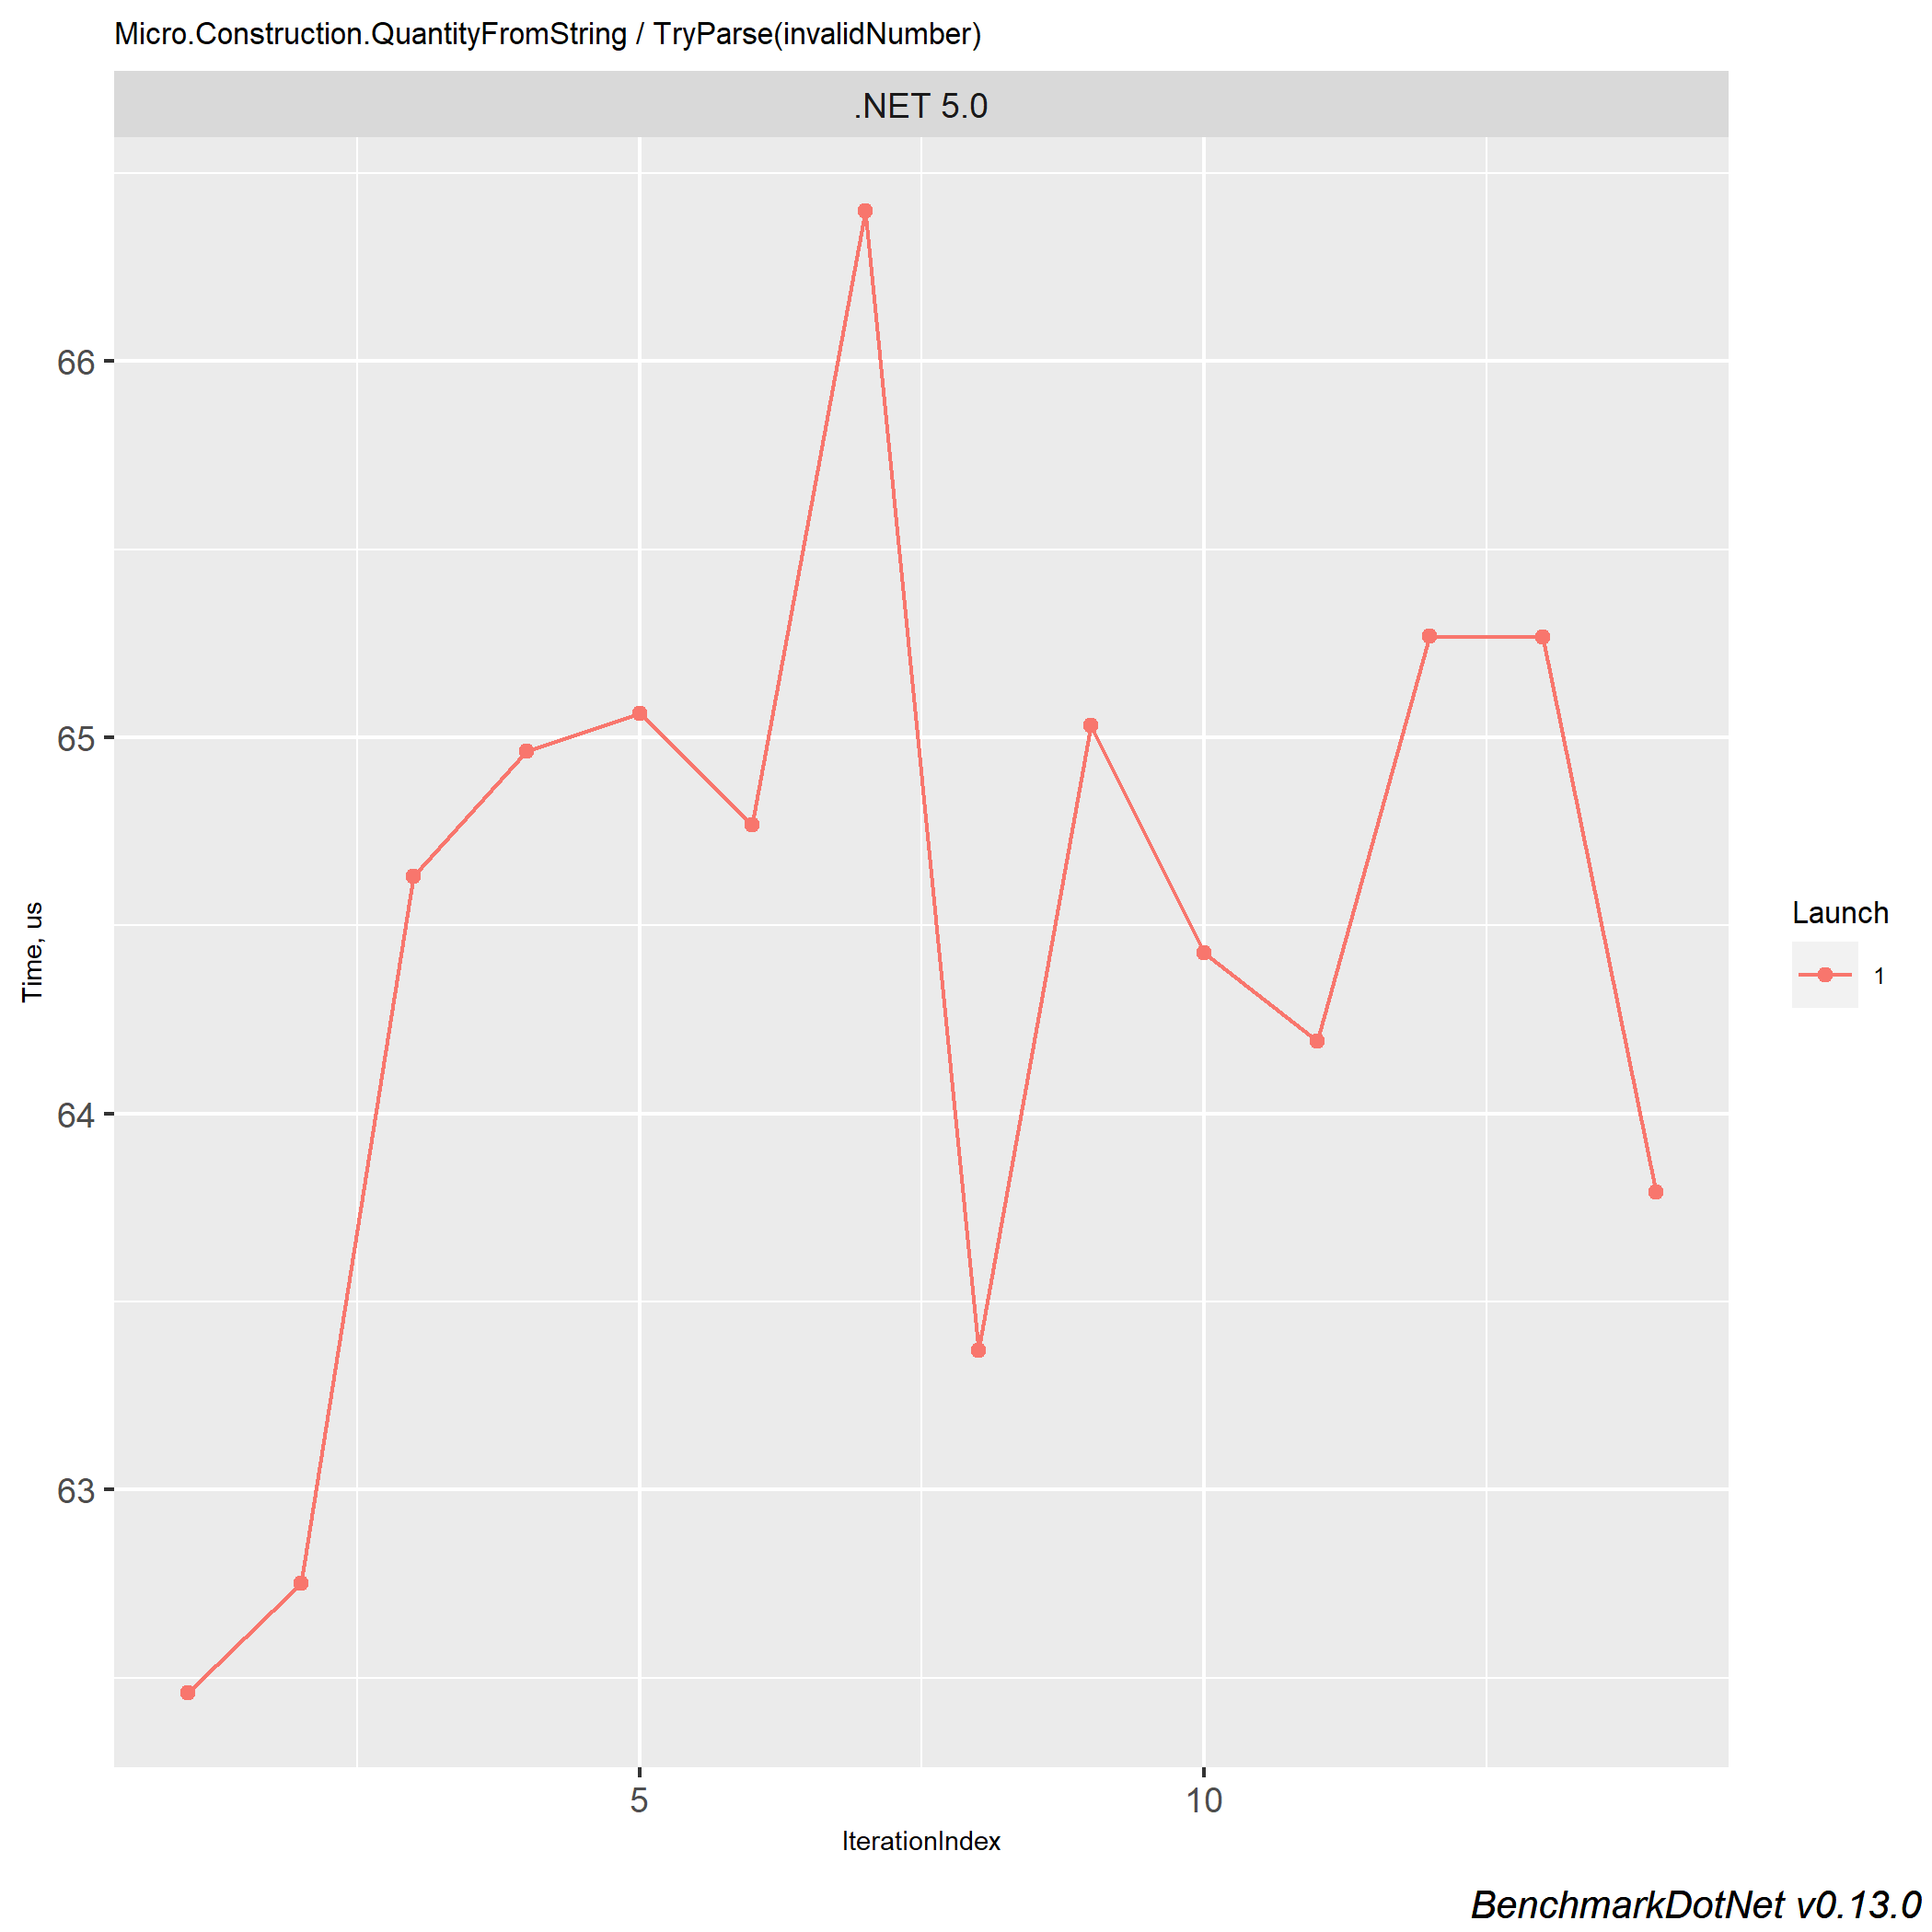 Micro.Construction.QuantityFromString / TryParse(invalidNumber)
.NET 5.0
66
65
64
63
Time, us
5
10
IterationIndex
Launch
1
BenchmarkDotNet v0.13.0